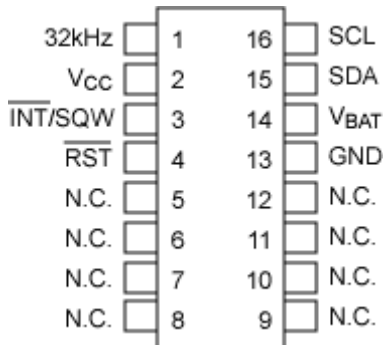 32kHz 1 16 SCL
VCC 2 15 SDA
INT/SQW 3 14 VBAT
RST 4 13 GND
N.C. 5 12 N.C.
N.C. 6 11 N.C.
N.C. 7 10 N.C.
N.C. 8 9 N.C.